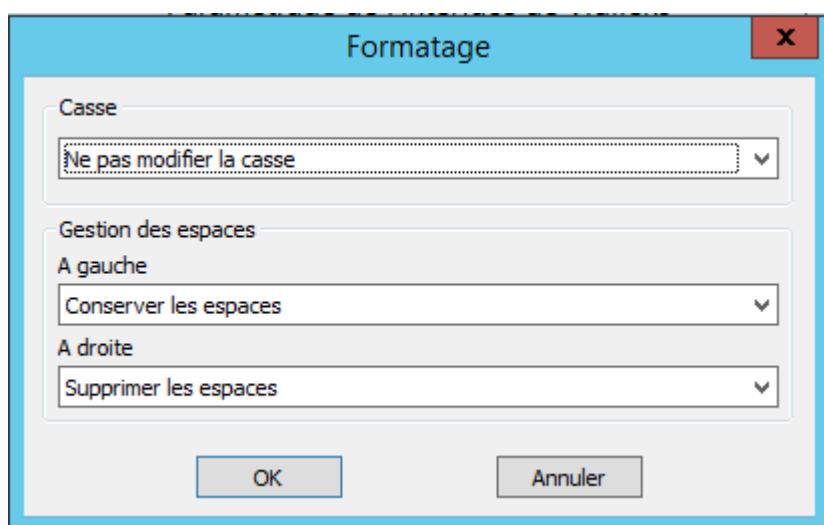 Formatage
x
Casse
Ne pas modifier la casse
Gestion des espaces
A gauche
Conserver les espaces
A droite
Supprimer les espaces
OK
Annuler